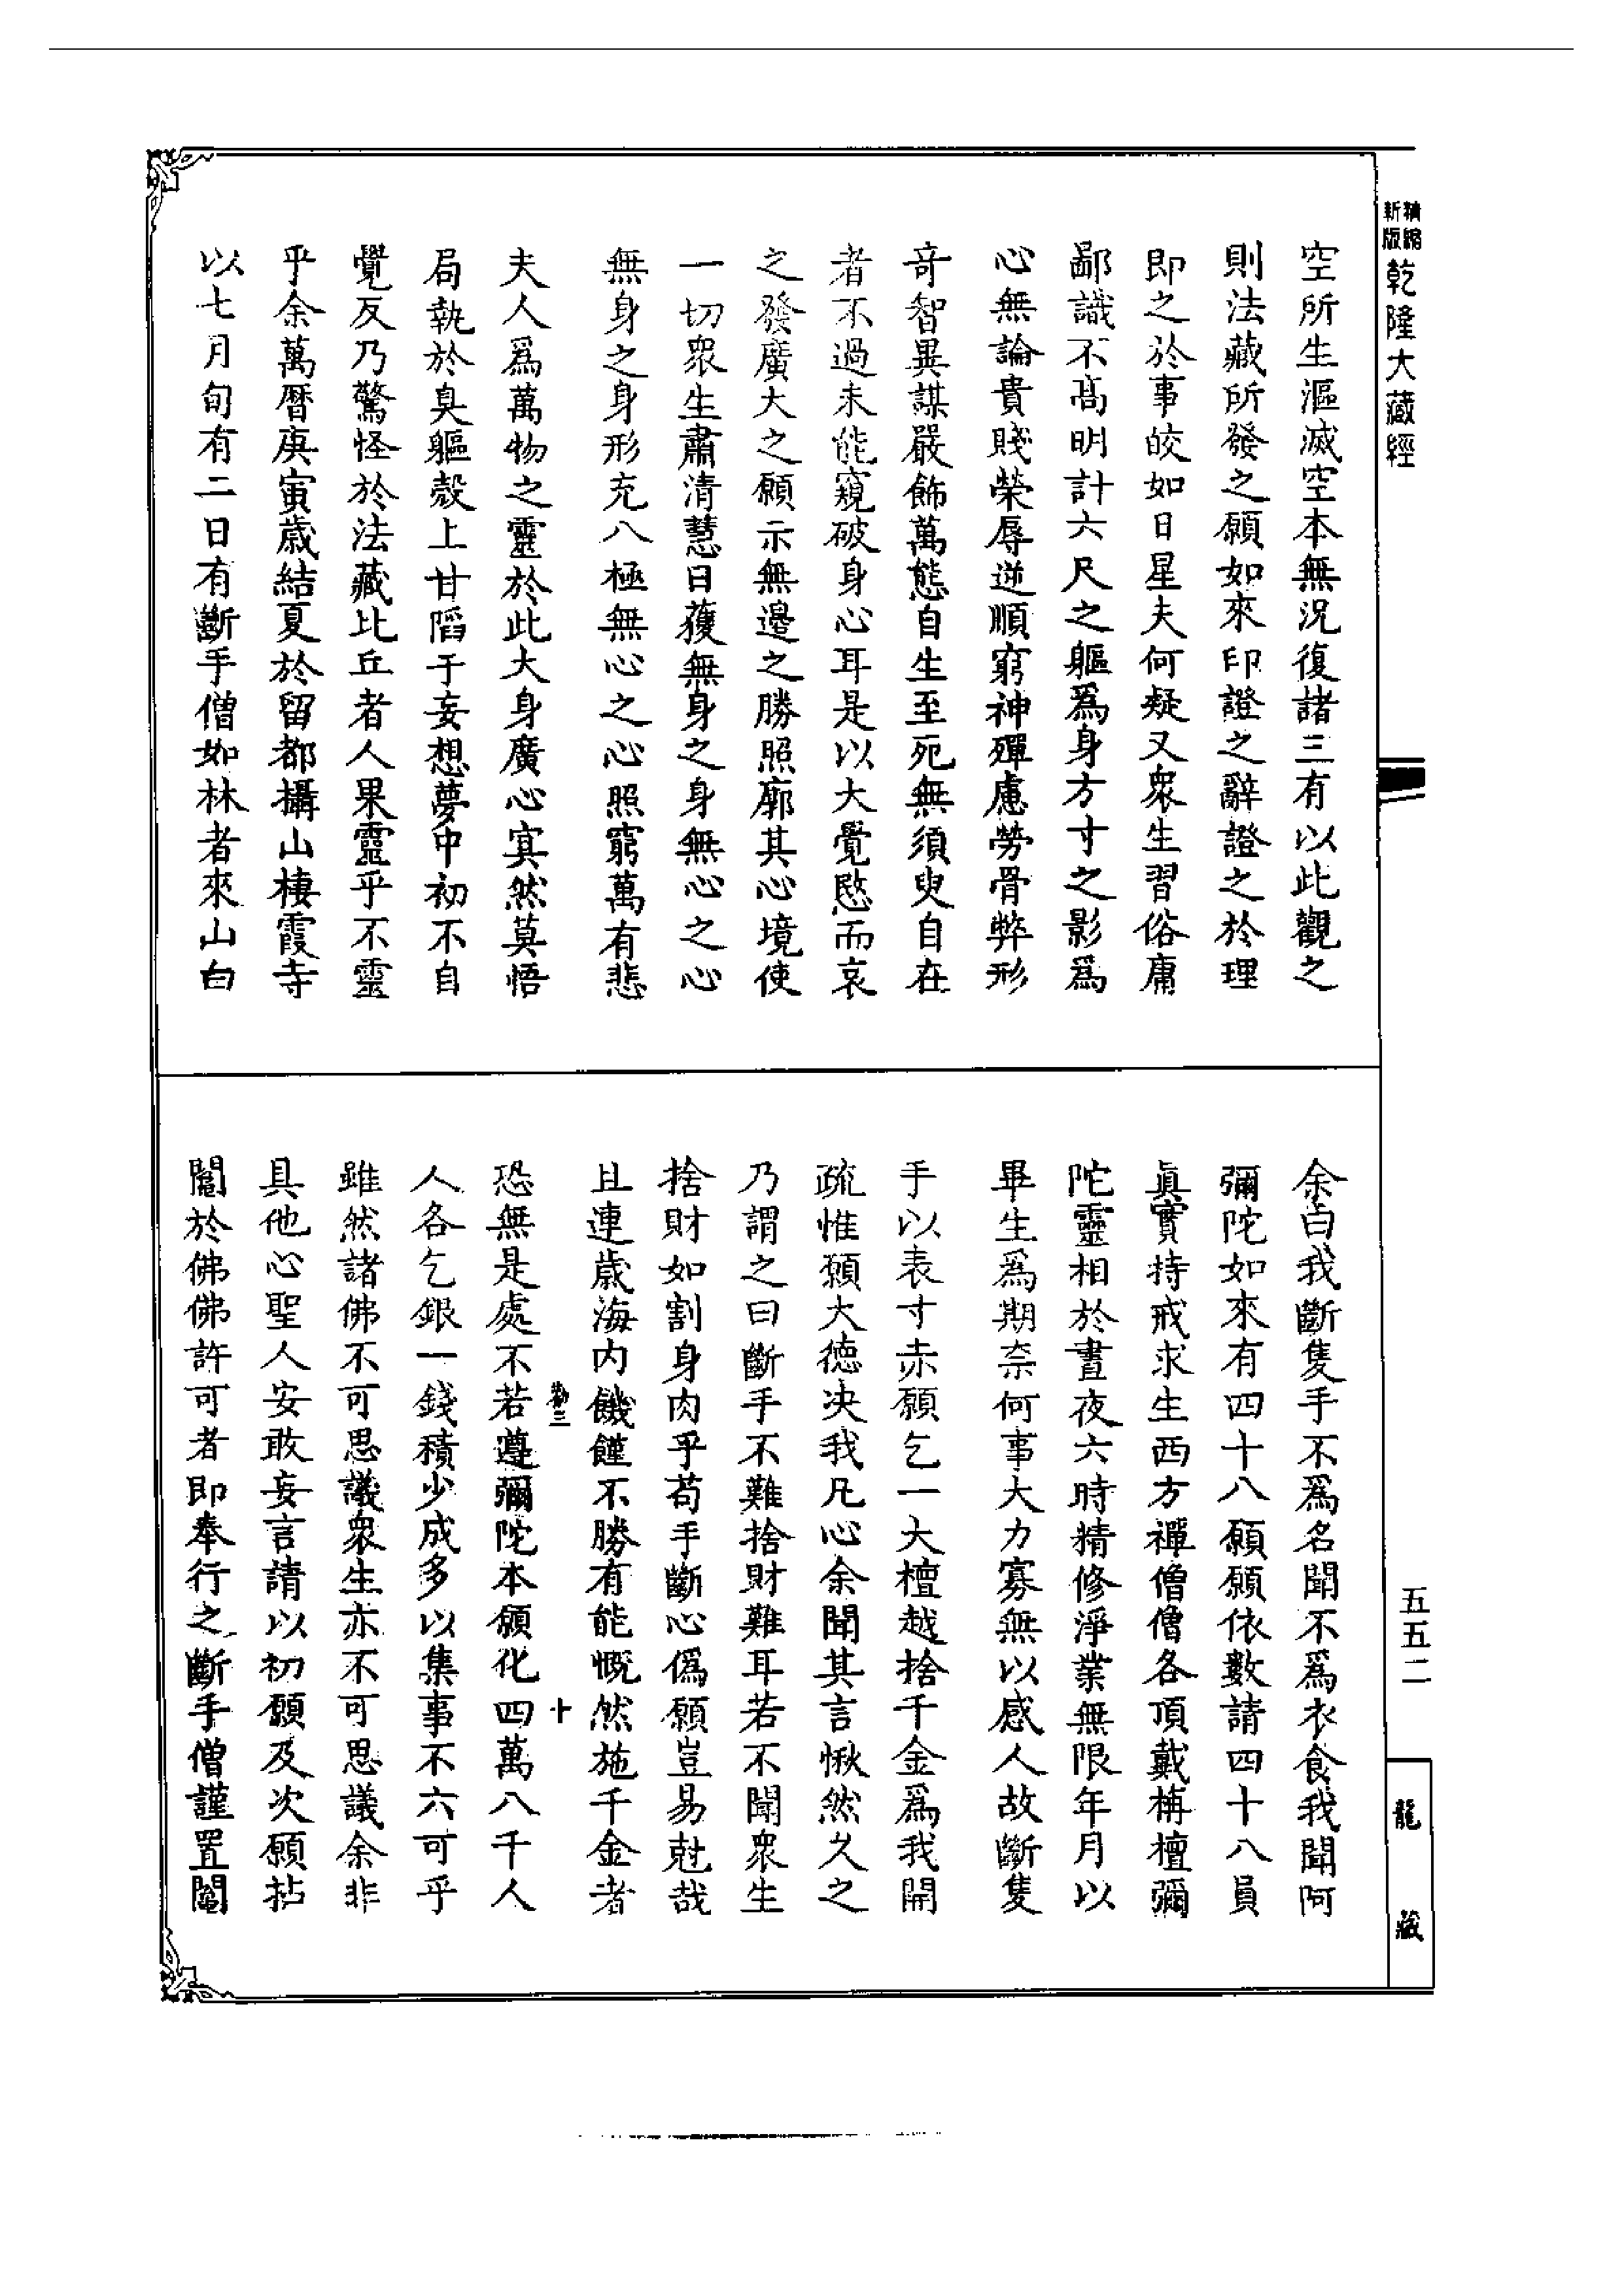 精縮新版乾隆大藏經
空所生漚滅空本無況復諸三有以此觀之
則法藏所發之願如來印證之辭證之於理
即之於事皎如日星夫何疑又衆生習俗庸
鄙識不高明計六尺之軀爲身方寸之影爲
心無論貴賤榮辱逆順窮神殫慮勞骨弊形
竒智異謀嚴飾萬態自生至死無須臾自在
者不過未能窺破身心耳是以大覺愍而哀
之發廣大之願示無邊之勝照廓其心境使
一切衆生肅清慧日獲無身之身無心之心
無身之身形充八極無心之心照窮萬有悲
夫人爲萬物之靈於此大身廣心寞然莫悟
局執於臭軀殼上甘蹈于妄想夢中初不自
覺反乃驚怪於法藏比丘者人果靈乎不靈
乎余萬曆庚寅歲結夏於留都攝山棲霞寺
以七月旬有二日有斷手僧如林者來山白
余曰我斷隻手不爲名聞不爲衣食我聞阿
彌陀如來有四十八願願依數請四十八員
眞實持戒求生西方禪僧僧各頂戴栴檀彌
陀靈相於晝夜六時精修淨業無限年月以
畢生爲期奈何事大力寡無以感人故斷隻
手以表寸赤願乞一大檀越捨千金爲我開
疏惟願大德決我凡心余聞其言愀然久之
乃謂之曰斷手不難捨財難耳若不聞衆生
捨財如割身肉乎苟手斷心僞願豈易尅哉
且連歲海内饑饉不勝有能慨然施千金者
恐無是處不若遵彌陀本願化四萬八千人
人各乞銀一錢積少成多以集事不六可乎
雖然諸佛不可思議衆生亦不可思議余非
具他心聖人安敢妄言請以初願及次願拈
鬮於佛佛許可者即奉行之斷手僧謹置鬮
十
五五二
龍藏